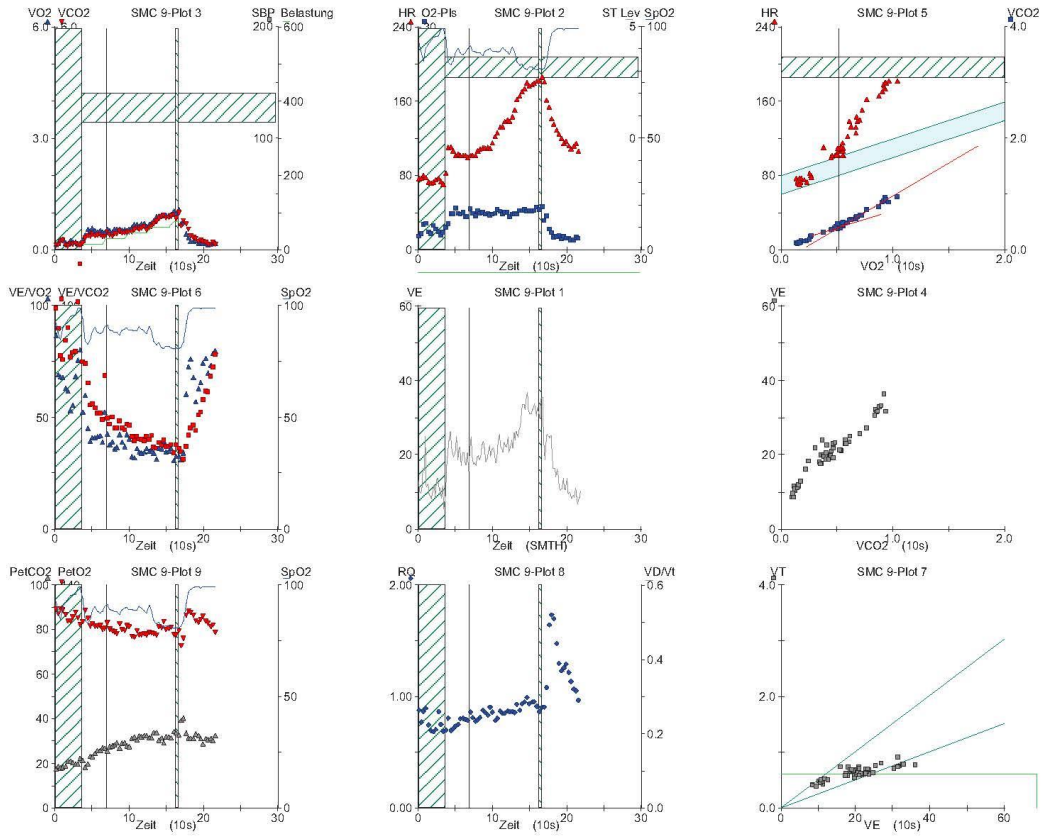 VO2 VCO2 SMC 9-Plot 3 SBP Belastung
6.0 200 600
400
3.0 100
200
0.0 0 0
0 10 20 30
Zeit (10s)
HR O2-Pls SMC 9-Plot 2 ST Lev SpO2
240 5 100
160
0 50
80
0 0
0 10 20 30
Zeit (10s)
HR SMC 9-Plot 5 VCO2
240 4.0
160
2.0
80
0 0.0
0.0 1.0 2.0
VO2 (10s)
VE/VO2 VE/VCO2 SMC 9-Plot 6 SpO2
100 100
50 50
0 0
0 10 20 30
Zeit (10s)
VE SMC 9-Plot 1
60
40
20
0
0 10 20 30
Zeit (SMTH)
VE SMC 9-Plot 4
60
40
20
0
0.0 1.0 2.0
VCO2 (10s)
PetCO2 PetO2 SMC 9-Plot 9 SpO2
100 100
80
60
50
40
20
0 0
0 10 20 30
Zeit (10s)
RQ SMC 9-Plot 8 VD/Vt
2.00 0.6
0.4
1.00
0.2
0.00 0.0
0 10 20 30
Zeit (10s)
VT SMC 9-Plot 7
4.0
2.0
0.0
0 20 40 60
VE (10s)